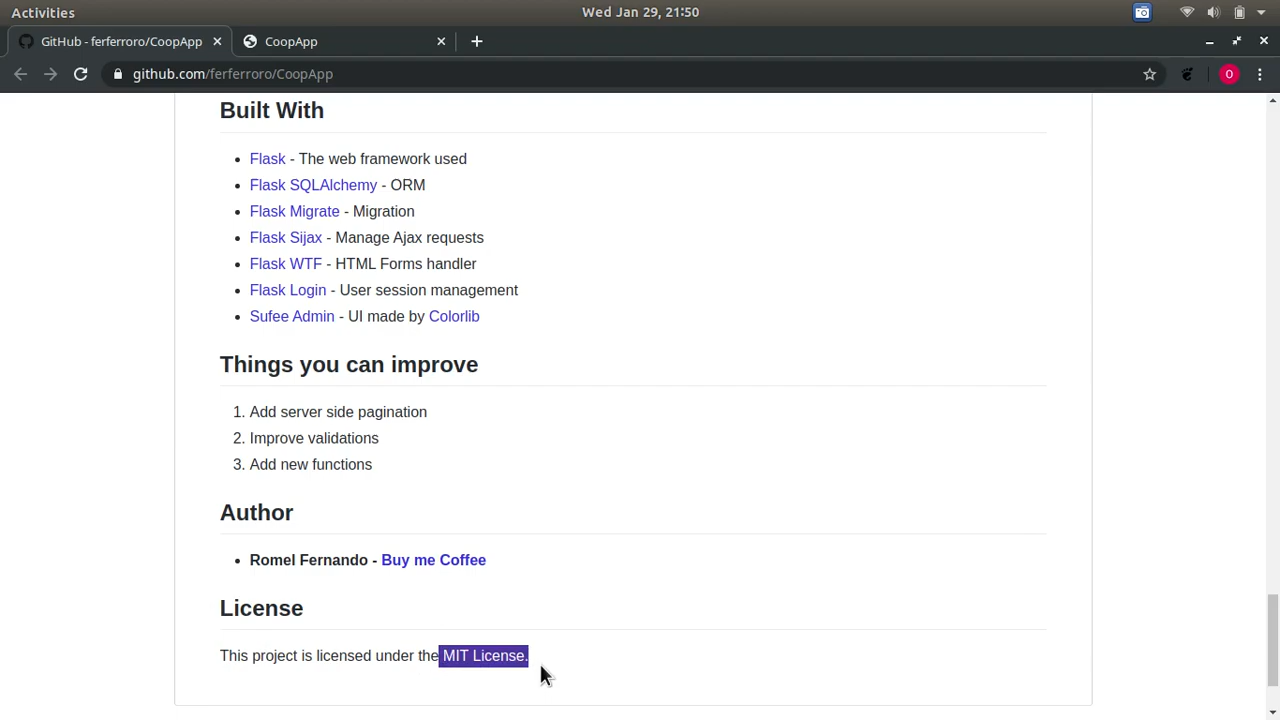 Activities
Wed Jan 29, 21:50
GitHub - ferferroro/CoopApp
CoopApp
github.com/ferferroro/CoopApp
O
Built With
Flask - The web framework used
Flask SQLAlchemy - ORM
Flask Migrate - Migration
Flask Sijax - Manage Ajax requests
Flask WTF - HTML Forms handler
Flask Login - User session management
Sufee Admin - UI made by Colorlib
Things you can improve
1. Add server side pagination
2. Improve validations
3. Add new functions
Author
Romel Fernando - Buy me Coffee
License
This project is licensed under the MIT License.